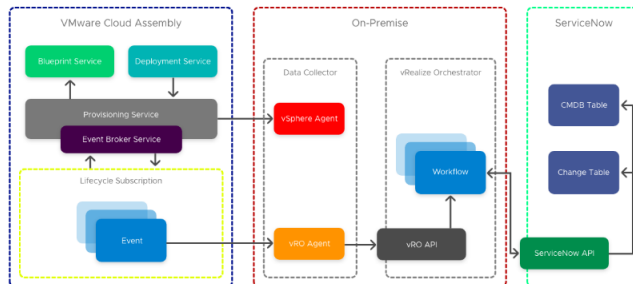 VMware Cloud Assembly
Blueprint Service
Deployment Service
Provisioning Service
Event Broker Service
Lifecycle Subscription
Event
On-Premise
Data Collector
vSphere Agent
vRO Agent
vRealize Orchestrator
Workflow
vRO API
ServiceNow
CMDB Table
Change Table
ServiceNow API